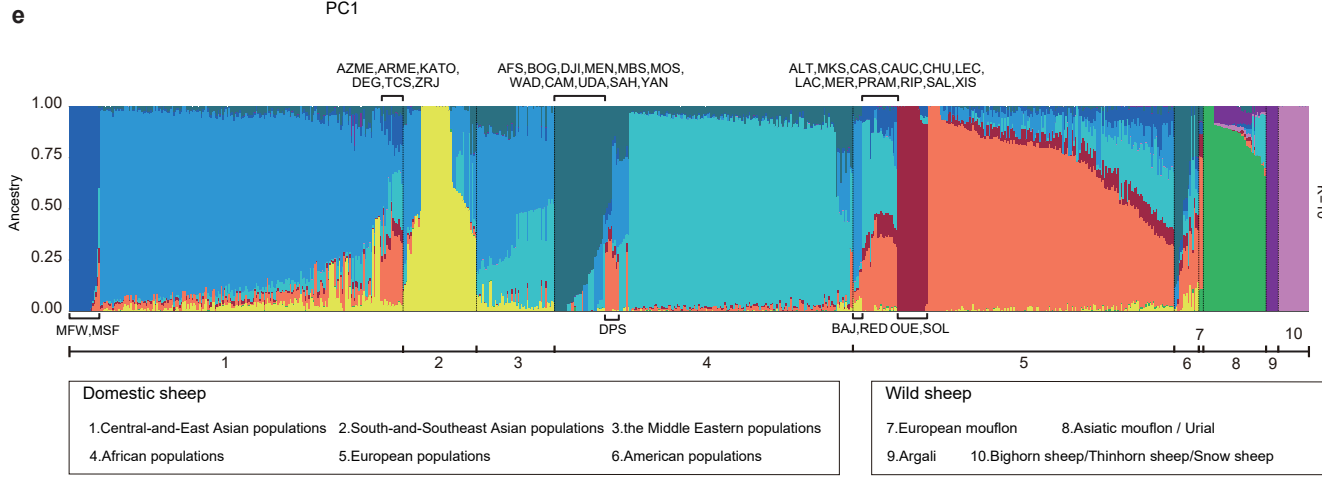 PC1
e
AZME,ARME,KATO,
DEG,TCS,ZRJ
AFS,BOG,DJI,MEN,MBS,MOS,
WAD,CAM,UDA,SAH,YAN
ALT,MKS,CAS,CAUC,CHU,LEC,
LAC,MER,PRAM,RIP,SAL,XIS
1.00
0.75
0.50
0.25
0.00
Ancestry
MFW,MSF
DPS
BAJ,RED OUE,SOL
7
10
1
2
3
4
5
6
8
9
Domestic sheep
1.Central-and-East Asian populations 2.South-and-Southeast Asian populations 3.the Middle Eastern populations
4.African populations 5.European populations 6.American populations
Wild sheep
7.European mouflon 8.Asiatic mouflon / Urial
9.Argali 10.Bighorn sheep/Thinhorn sheep/Snow sheep